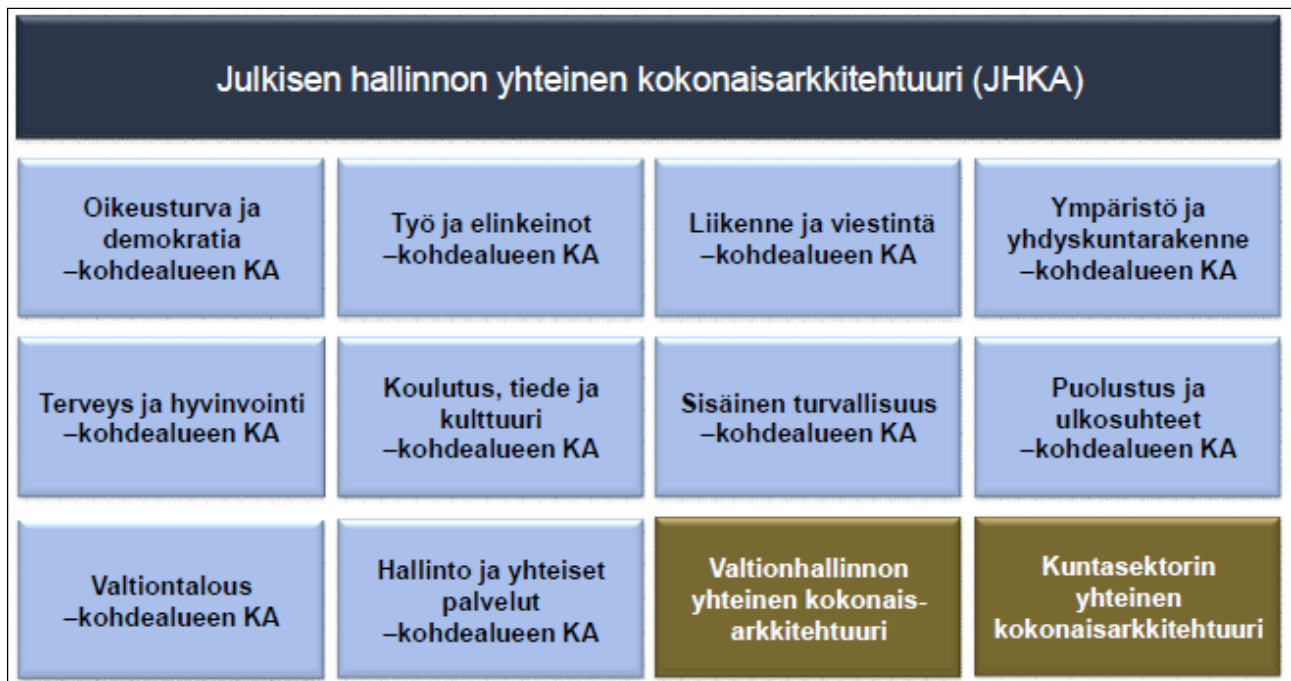 Julkisen hallinnon yhteinen kokonaisarkkitehtuuri (JHKA)
Oikeusturva ja
demokratia
–kohdealueen KA
Työ ja elinkeinot
–kohdealueen KA
Liikenne ja viestintä
–kohdealueen KA
Ympäristö ja
yhdyskuntarakenne
–kohdealueen KA
Terveys ja hyvinvointi
–kohdealueen KA
Koulutus, tiede ja
kulttuuri
–kohdealueen KA
Sisäinen turvallisuus
–kohdealueen KA
Puolustus ja
ulkosuhteet
–kohdealueen KA
Valtiontalous
–kohdealueen KA
Hallinto ja yhteiset
palvelut
–kohdealueen KA
Valtionhallinnon
yhteinen kokonais-
arkkitehtuuri
Kuntasektorin
yhteinen
kokonaisarkkitehtuuri